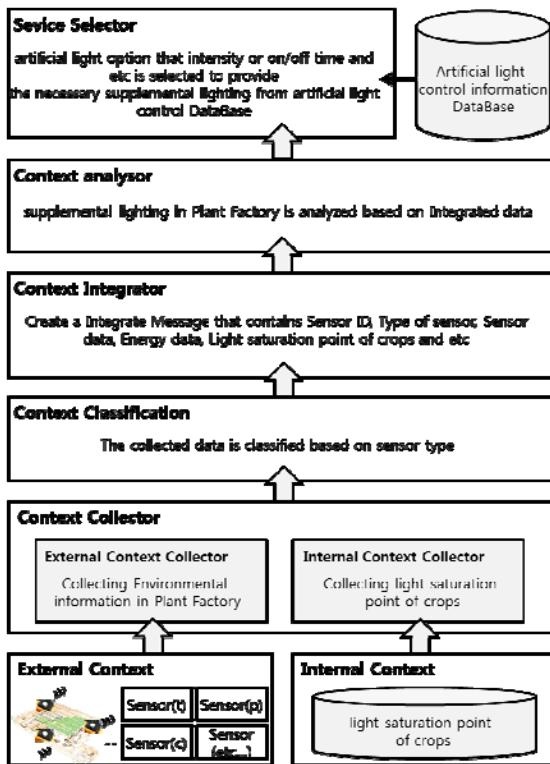 Sevice Selector
artificial light option that intensity or on/off time and
etc is selected to provide
the necessary supplemental lighting from artificial light
control DataBase
Artificial light
control information
DataBase
Context analysor
supplemental lighting in Plant Factory is analyzed based on Integrated data
Context Integrator
Create a Integrate Message that contains Sensor ID, Type of sensor, Sensor
data, Energy data, Light saturation point of crops and etc
Context Classification
The collected data is classified based on sensor type
Context Collector
External Context Collector
Collecting Environmental
information in Plant Factory
Internal Context Collector
Collecting light saturation
point of crops
External Context
Sensor(t) Sensor(p)
-- Sensor(c) Sensor
(etc...)
Internal Context
light saturation point
of crops